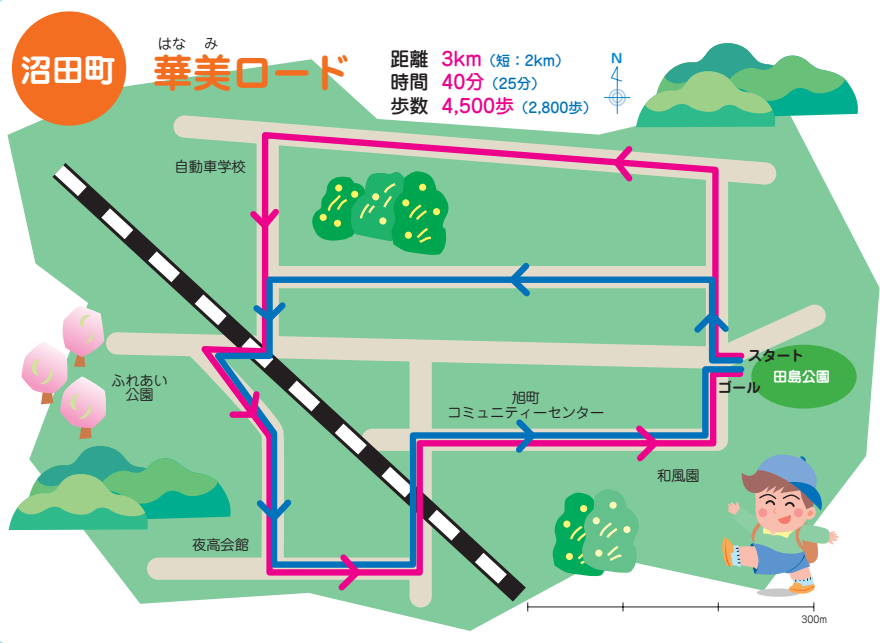 沼田町
はな み
華美ロード
距離 3km（短：2km）
時間 40分（25分）
歩数 4,500歩（2,800歩）
N
自動車学校
スタート
田島公園
ゴール
ふれあい
公園
旭町
コミュニティーセンター
和風園
夜高会館
300m